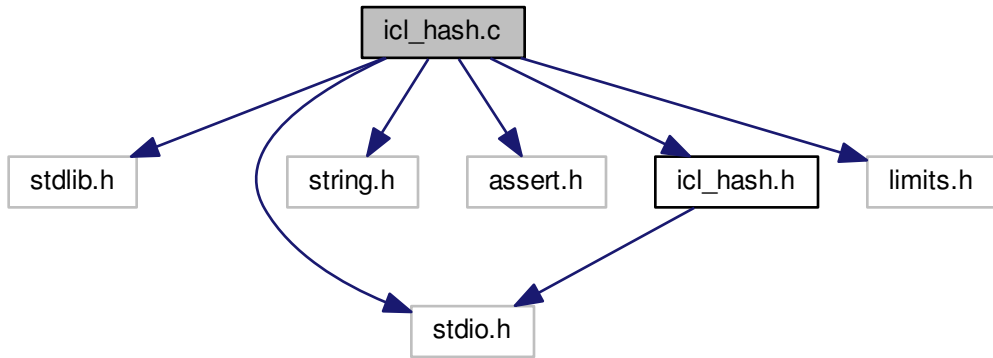 icl_hash.c
stdlib.h
string.h
assert.h
icl_hash.h
limits.h
stdio.h